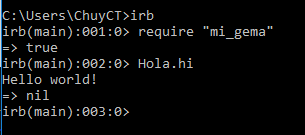 C:\Users\ChuyCT>irb
irb(main):001:0> require "mi_gema"
=> true
irb(main):002:0> Hola.hi
Hello world!
=> nil
irb(main):003:0>